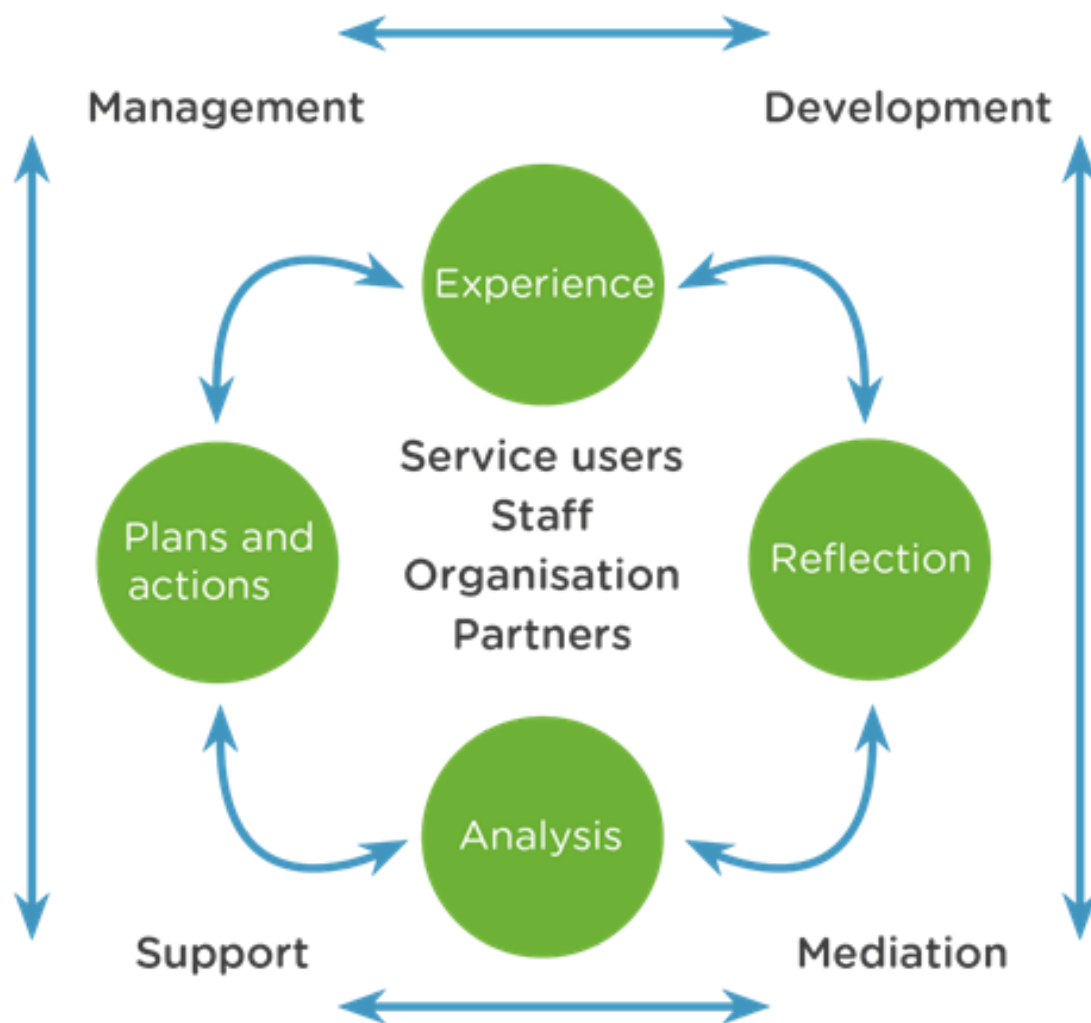 Management
Development
Experience
Service users
Staff
Organisation
Partners
Plans and
actions
Reflection
Analysis
Support
Mediation